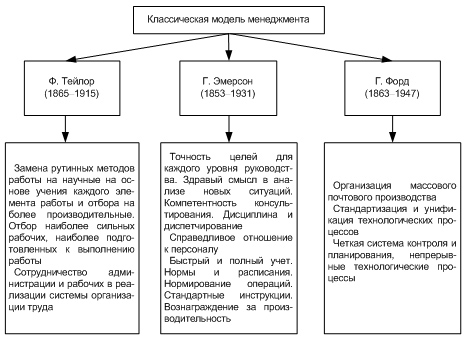 Классическая модель менеджмента
Ф. Тейлор
(1865–1915)
Г. Эмерсон
(1853–1931)
Г. Форд
(1863–1947)
Замена рутинных методов
работы на научные на ос-
нове учения каждого эле-
мента работы и отбора на
более производительные.
Отбор наиболее сильных
рабочих, наиболее подго-
товленных к выполнению
работы
Сотрудничество адми-
нистрации и рабочих в ре-
ализации системы организа-
ции труда
Точность целей для
каждого уровня руководст-
ва. Здравый смысл в ана-
лизе новых ситуаций.
Компетентность консуль-
тирования. Дисциплина и
диспетчирование
Справедливое отношение
к персоналу
Быстрый и полный учет.
Нормы и расписания.
Нормирование операций.
Стандартные инструкции.
Вознаграждение за произ-
водительность
Организация массового
почтового производства
Стандартизация и унифи-
кация технологических про-
цессов
Четкая система контроля и
планирования, непрерыв-
ные технологические про-
цессы